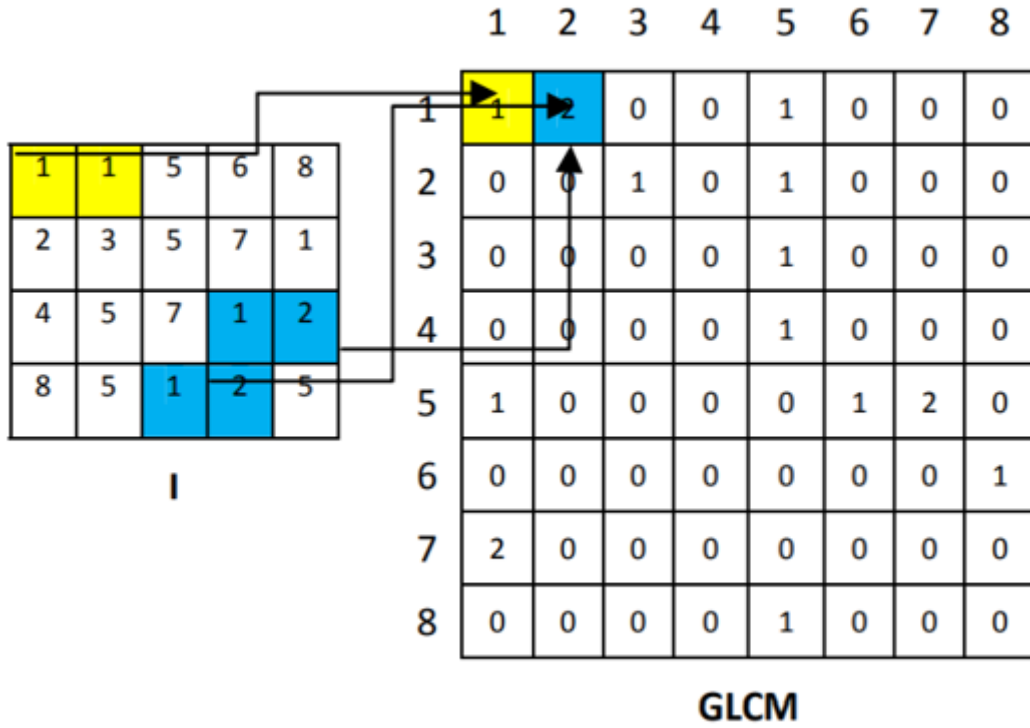 1 2 3 4 5 6 7 8
1 1 2 0 0 1 0 0 0
1 1 5 6 8
2 0 0 1 0 1 0 0 0
2 3 5 7 1
3 0 0 0 0 1 0 0 0
4 5 7 1 2
4 0 0 0 0 1 0 0 0
8 5 1 2 5
5 1 0 0 0 0 1 2 0
I
6 0 0 0 0 0 0 0 1
7 2 0 0 0 0 0 0 0
8 0 0 0 0 1 0 0 0
GLCM